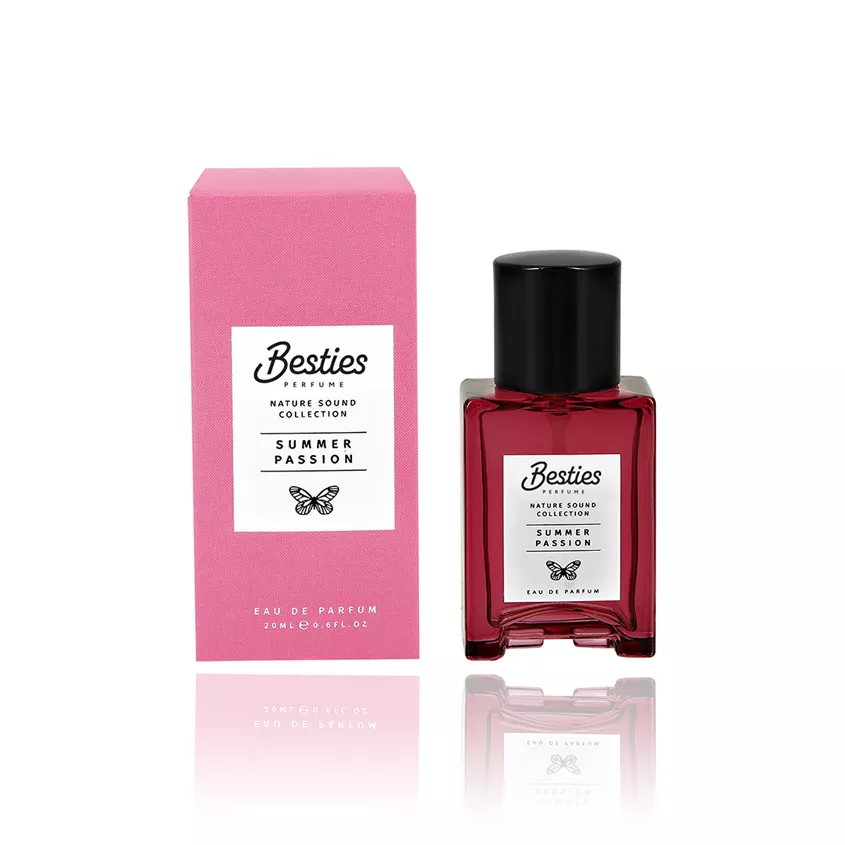 Besties
PERFUME
NATURE SOUND
COLLECTION
SUMMER
PASSION
EAU DE PARFUM
20ML ℮ 0.6FL.OZ
Besties
PERFUME
NATURE SOUND
COLLECTION
SUMMER
PASSION
EAU DE PARFUM